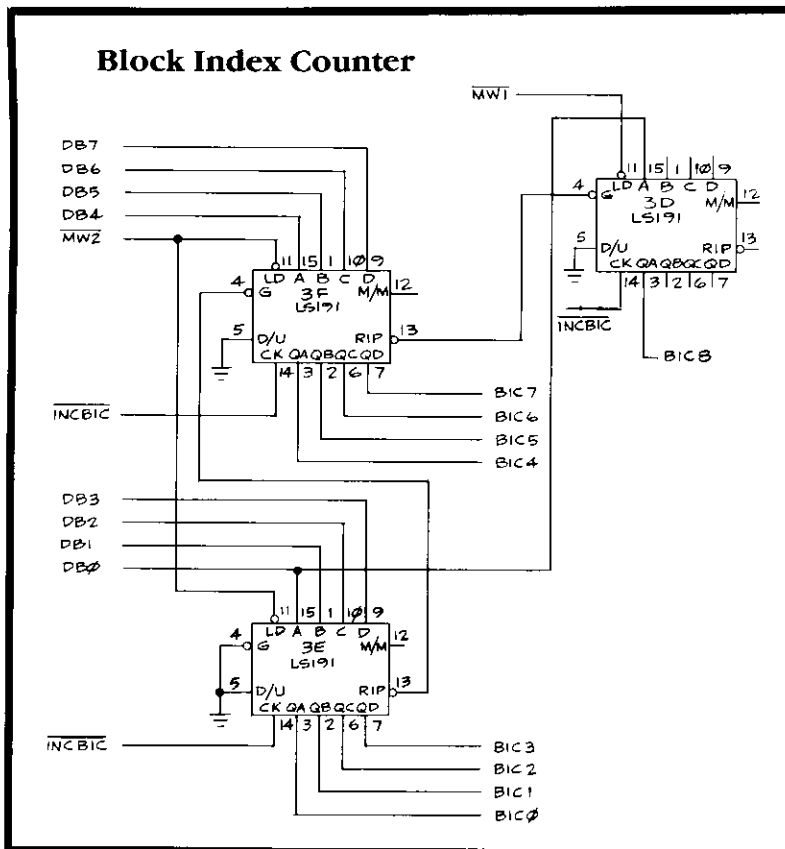 Block Index Counter
MW1
DB7
DB6
DB5
DB4
MW2
11 15 1 10 9
LD A B C D
4 G
3D
LS191
M/M 12
5 D/U
RIP 13
CK QA QB QC QD
14 3 2 6 7
INCBIC
BIC8
11 15 1 10 9
LD A B C D
4 G
3F
LS191
M/M 12
5 D/U
RIP 13
CK QA QB QC QD
14 3 2 6 7
INCBIC
BIC7
BIC6
BIC5
BIC4
DB3
DB2
DB1
DBØ
11 15 1 1Ø 9
LD A B C D
4 G
3E
LS191
M/M 12
5 D/U
RIP 13
CK QA QB QC QD
14 3 2 6 7
INCBIC
BIC3
BIC2
BIC1
BICØ